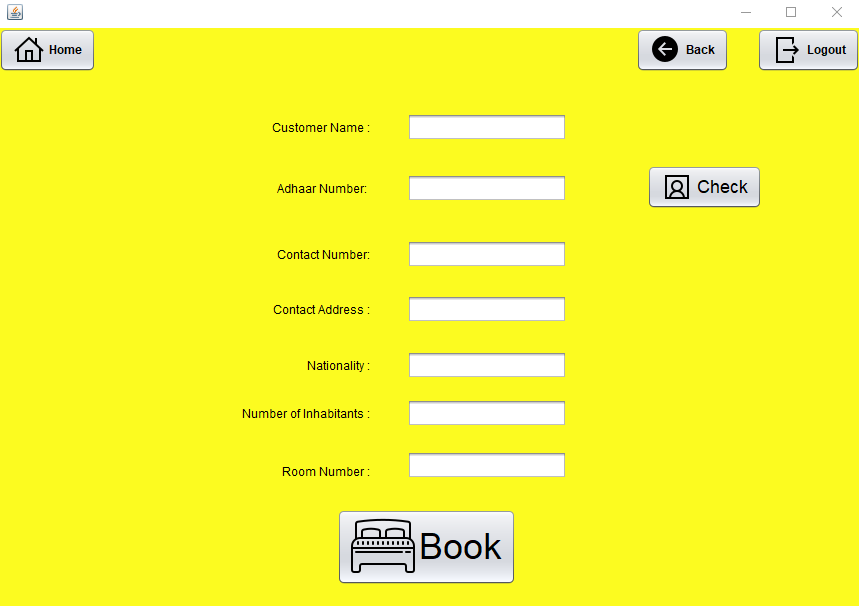 Home
Back
Logout
Customer Name :
Adhaar Number:
Check
Contact Number:
Contact Address :
Nationality :
Number of Inhabitants :
Room Number :
Book